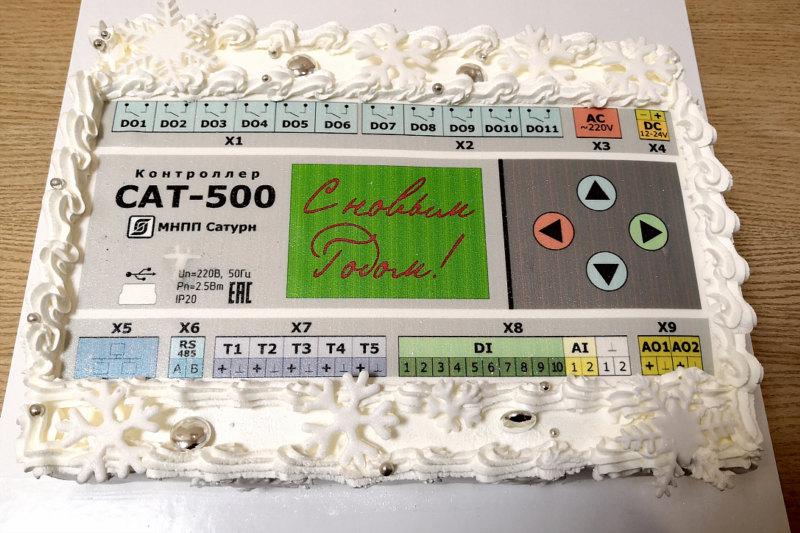 DO1 DO2 DO3 DO4 DO5 DO6 DO7 DO8 DO9 DO10 DO11 AC ~220V - + DC 12-24V
X1 X2 X3 X4
Контроллер
САТ-500
МНПП Сатурн
Uп=220В, 50Гц
Рп=2.5Вт
IP20 EAC
С новым
Годом!
X5 X6 X7 X8 X9
RS 485 T1 T2 T3 T4 T5 DI AI ⊥ AO1 AO2
A B + ⊥ + ⊥ + ⊥ + ⊥ + ⊥ 1 2 3 4 5 6 7 8 9 10 1 2 1 2 + ⊥ + ⊥